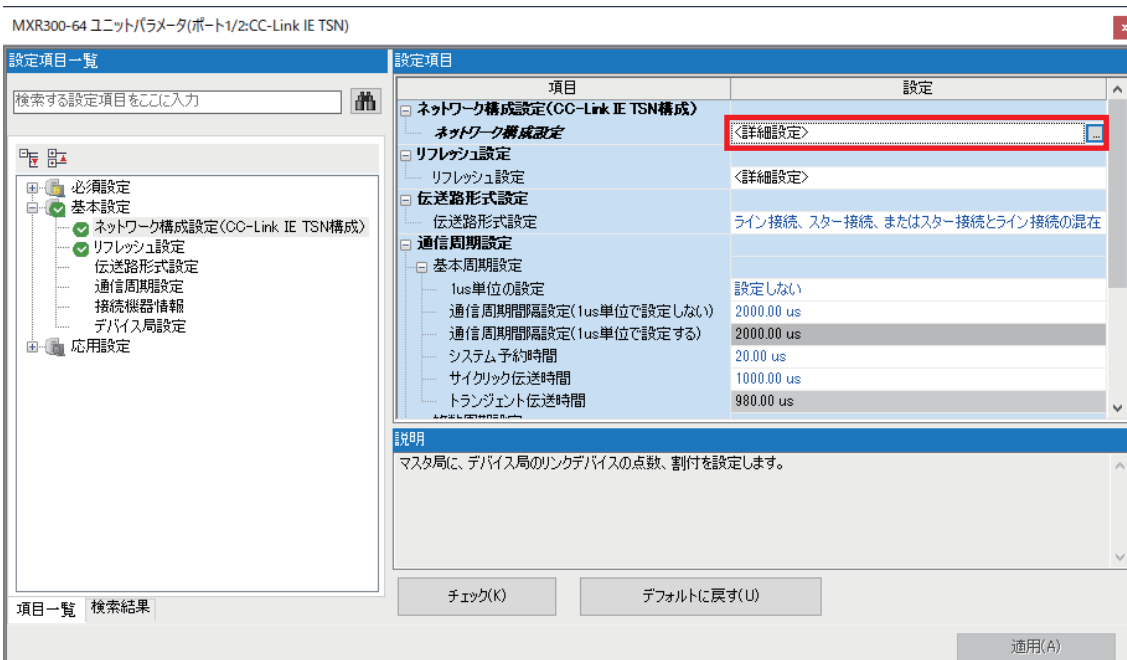 MXR300-64 ユニットパラメータ(ポート1/2:CC-Link IE TSN)
設定項目一覧
検索する設定項目をここに入力
必須設定
基本設定
ネットワーク構成設定(CC-Link IE TSN構成)
リフレッシュ設定
伝送路形式設定
通信周期設定
接続機器情報
デバイス局設定
応用設定
項目一覧 検索結果
設定項目
項目 設定
ネットワーク構成設定(CC-Link IE TSN構成)
ネットワーク構成設定 <詳細設定> ...
リフレッシュ設定
リフレッシュ設定 <詳細設定>
伝送路形式設定
伝送路形式設定 ライン接続、スター接続、またはスター接続とライン接続の混在
通信周期設定
基本周期設定
1us単位の設定 設定しない
通信周期間隔設定(1us単位で設定しない) 2000.00 us
通信周期間隔設定(1us単位で設定する) 2000.00 us
システム予約時間 20.00 us
サイクリック伝送時間 1000.00 us
トランジェント伝送時間 980.00 us
説明
マスタ局に、デバイス局のリンクデバイスの点数、割付を設定します。
チェック(K) デフォルトに戻す(U)
適用(A)